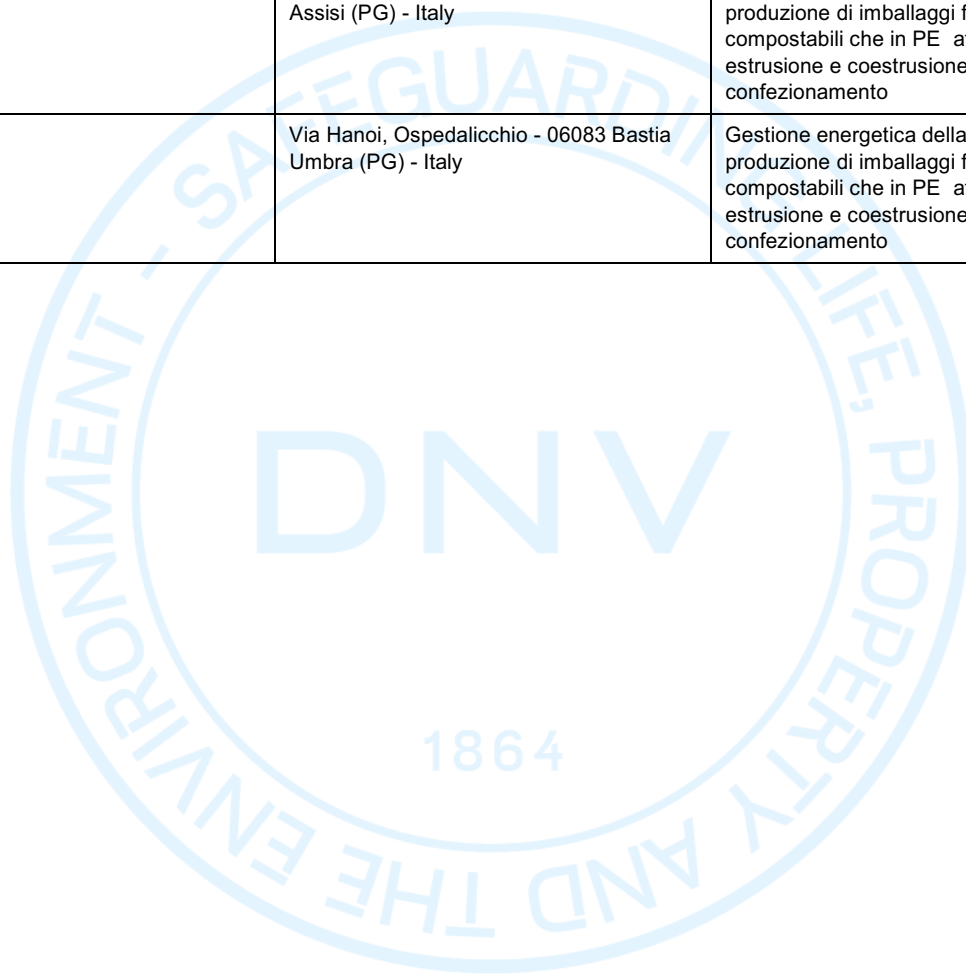 Assisi (PG) - Italy
produzione di imballaggi
compostabili che in PE
estrusione e coestrusione
confezionamento
Via Hanoi, Ospedalicchio - 06083 Bastia
Umbra (PG) - Italy
Gestione energetica della
produzione di imballaggi
compostabili che in PE
estrusione e coestrusione
confezionamento
SAFEGUARDING LIFE, PROPERTY AND THE ENVIRONMENT -
DNV
1864